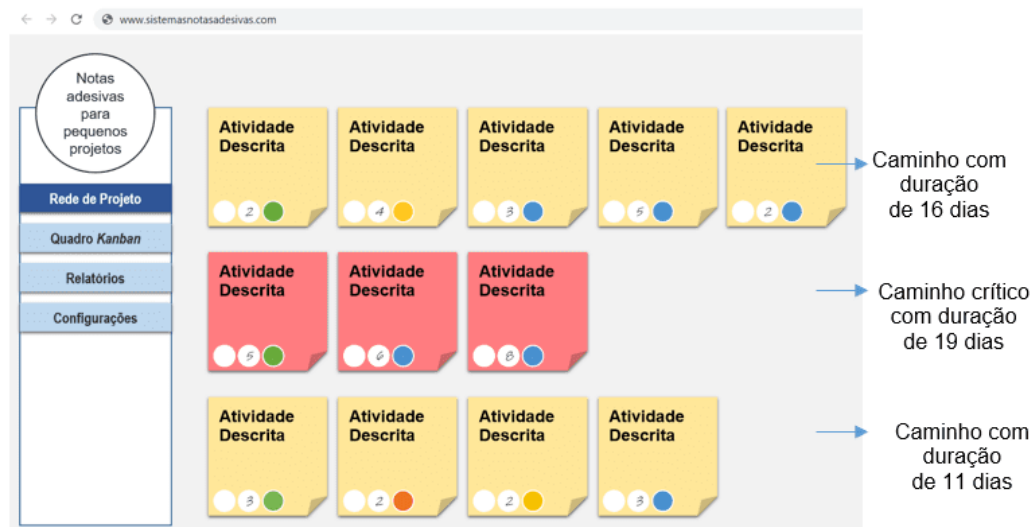 www.sistemasnotasadesivas.com
Notas
adesivas
para
pequenos
projetos
Rede de Projeto
Quadro Kanban
Relatórios
Configurações
Atividade
Descrita
2
Atividade
Descrita
4
Atividade
Descrita
3
Atividade
Descrita
5
Atividade
Descrita
2
Caminho com
duração
de 16 dias
Atividade
Descrita
5
Atividade
Descrita
6
Atividade
Descrita
8
Caminho crítico
com duração
de 19 dias
Atividade
Descrita
3
Atividade
Descrita
2
Atividade
Descrita
2
Atividade
Descrita
3
Caminho com
duração
de 11 dias